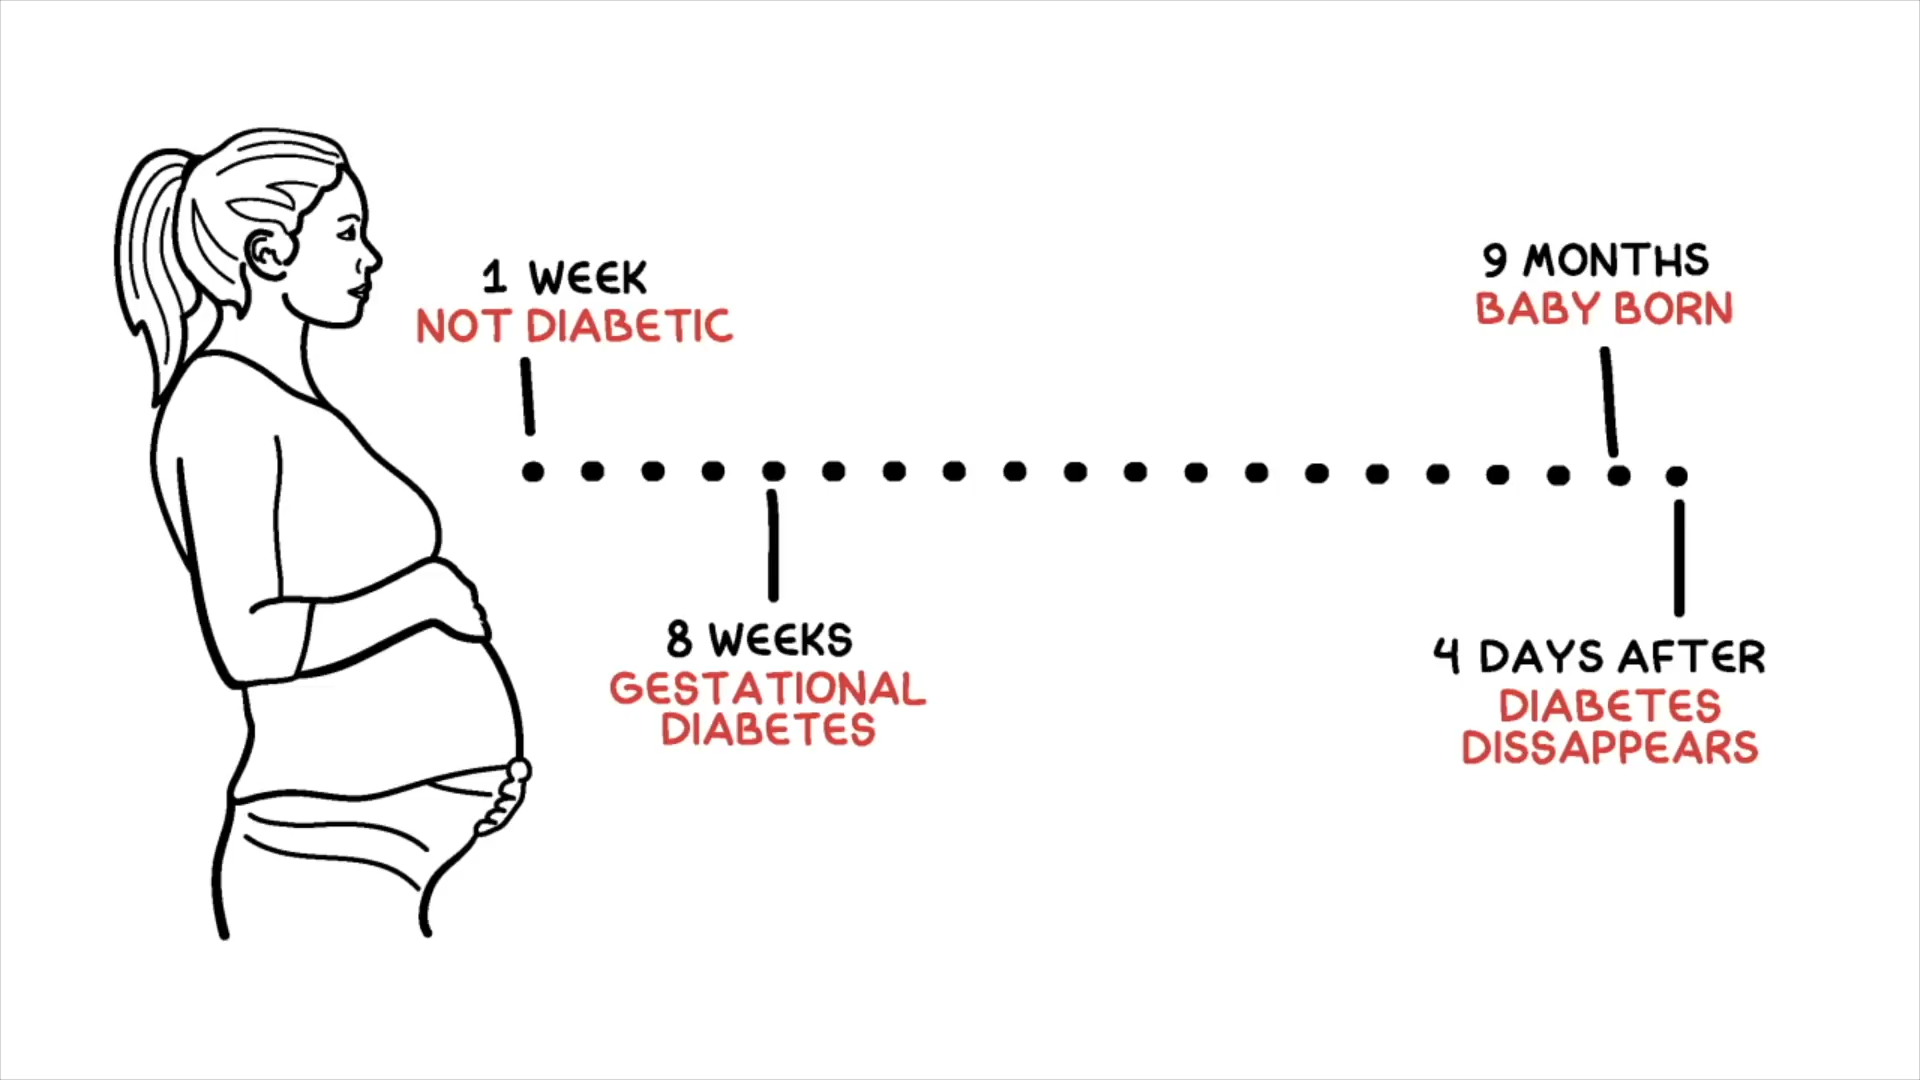 1 WEEK
NOT DIABETIC
9 MONTHS
BABY BORN
8 WEEKS
GESTATIONAL
DIABETES
4 DAYS AFTER
DIABETES
DISSAPPEARS